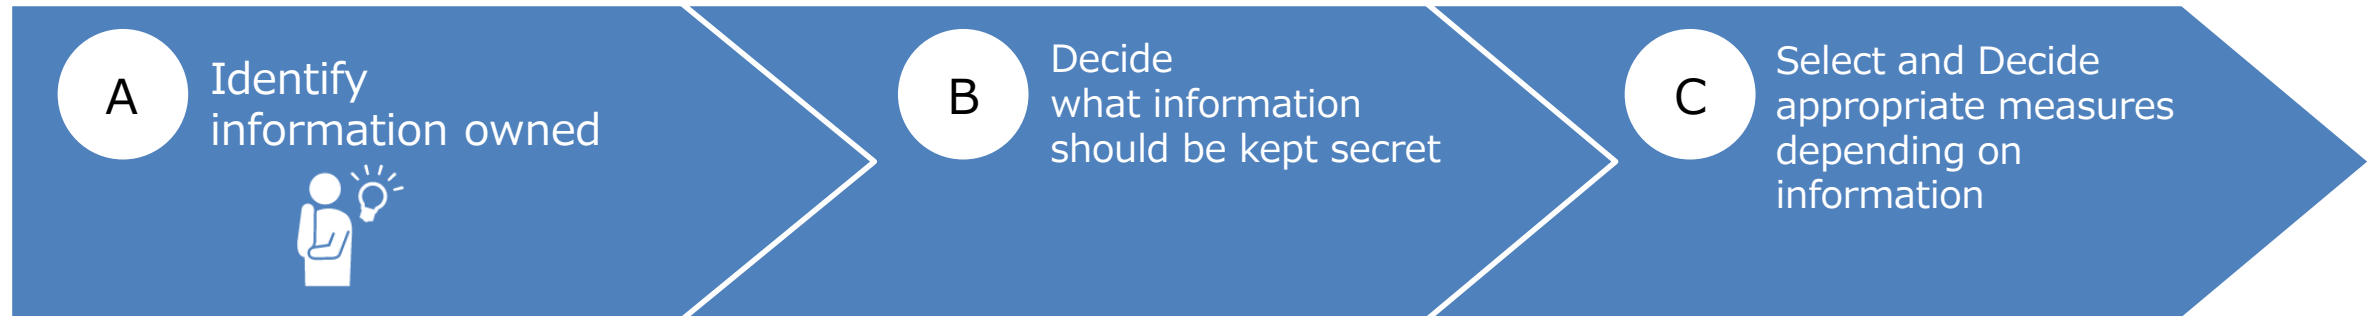 A
Identify
information owned
B
Decide
what information
should be kept secret
C
Select and Decide
appropriate measures
depending on
information